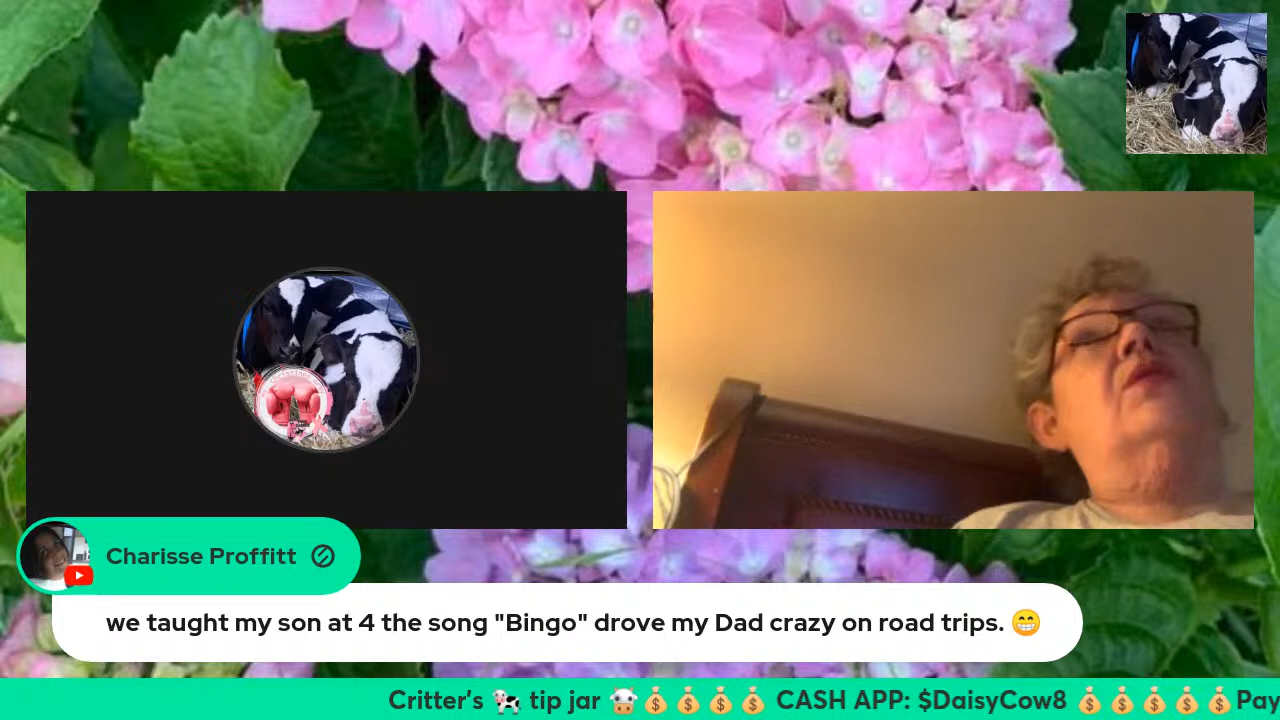 Charisse Proffitt
we taught my son at 4 the song "Bingo" drove my Dad crazy on road trips. 😁
Critter's 🐄 tip jar 🐮💰💰💰💰 CASH APP: $DaisyCow8 💰💰💰💰💰Pay